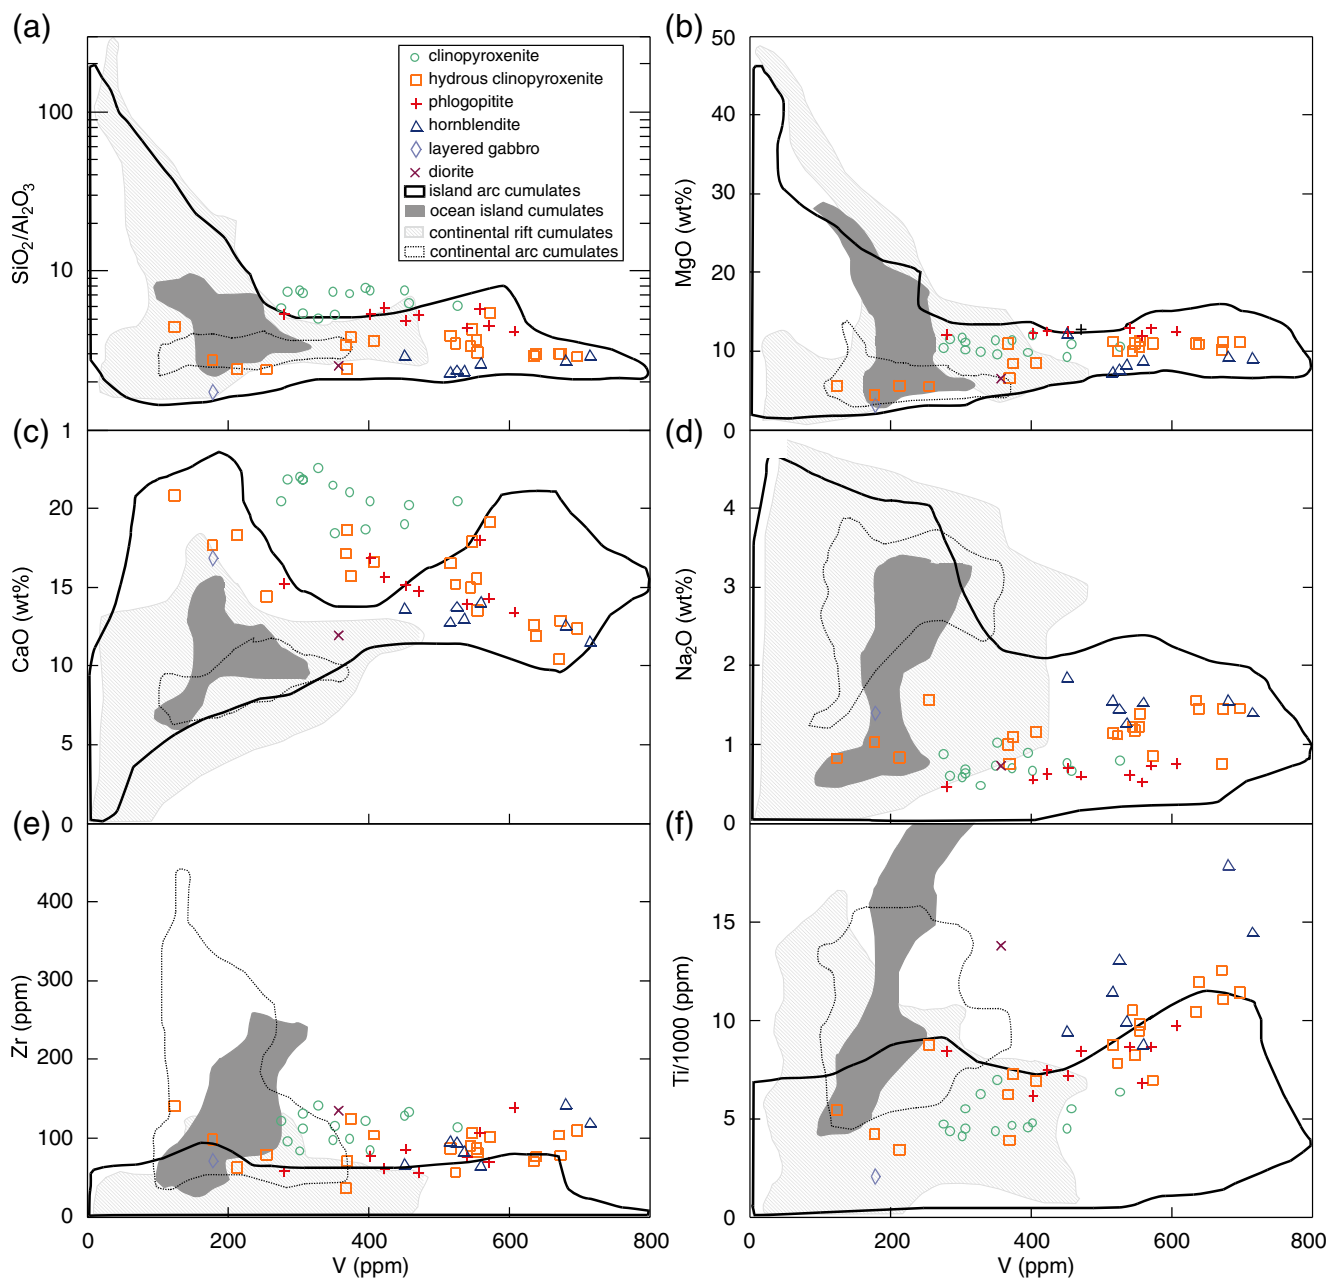 (a)
SiO2/Al2O3
100
10
1
clinopyroxenite
hydrous clinopyroxenite
phlogopitite
hornblendite
layered gabbro
diorite
island arc cumulates
ocean island cumulates
continental rift cumulates
continental arc cumulates
(b)
MgO (wt%)
50
40
30
20
10
0
(c)
CaO (wt%)
20
15
10
5
0
(d)
Na2O (wt%)
4
3
2
1
0
(e)
Zr (ppm)
400
300
200
100
0
0 200 400 600 800
V (ppm)
(f)
Ti/1000 (ppm)
15
10
5
0
0 200 400 600 800
V (ppm)